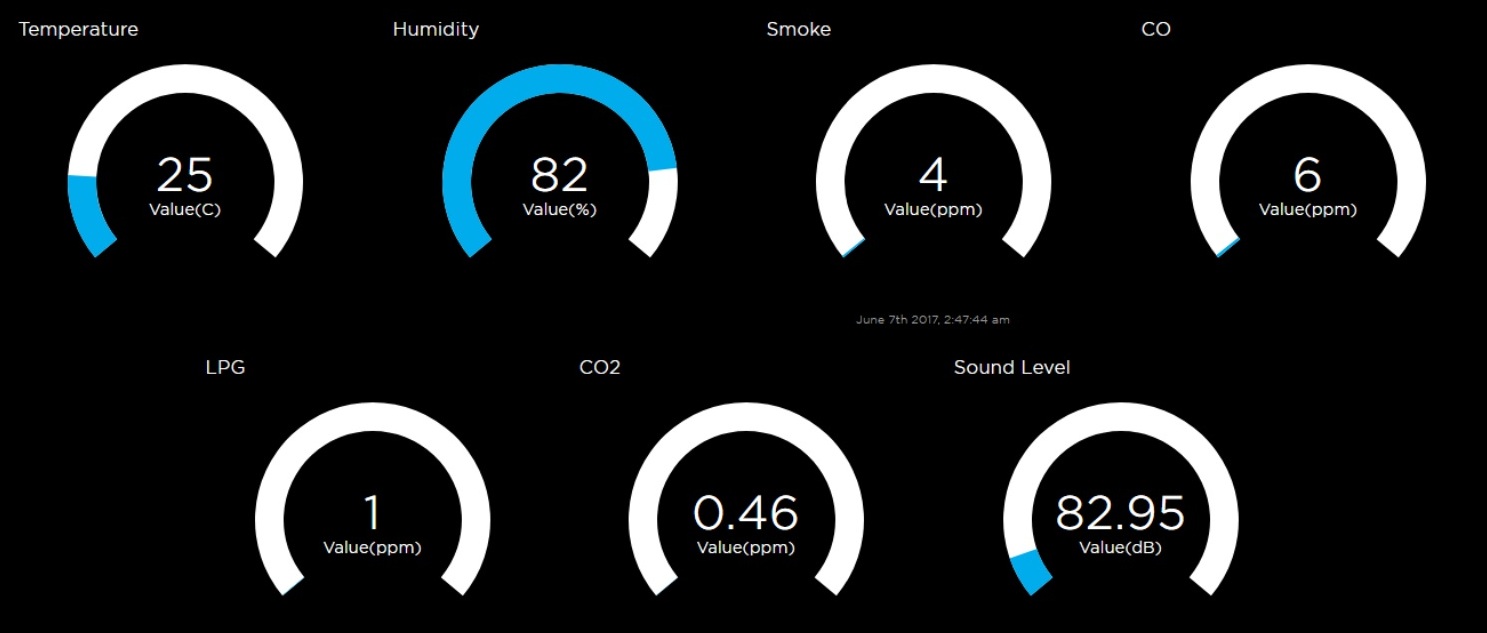 Temperature
25
Value(C)
Humidity
82
Value(%)
Smoke
4
Value(ppm)
CO
6
Value(ppm)
June 7th 2017, 2:47:44 am
LPG
1
Value(ppm)
CO2
0.46
Value(ppm)
Sound Level
82.95
Value(dB)